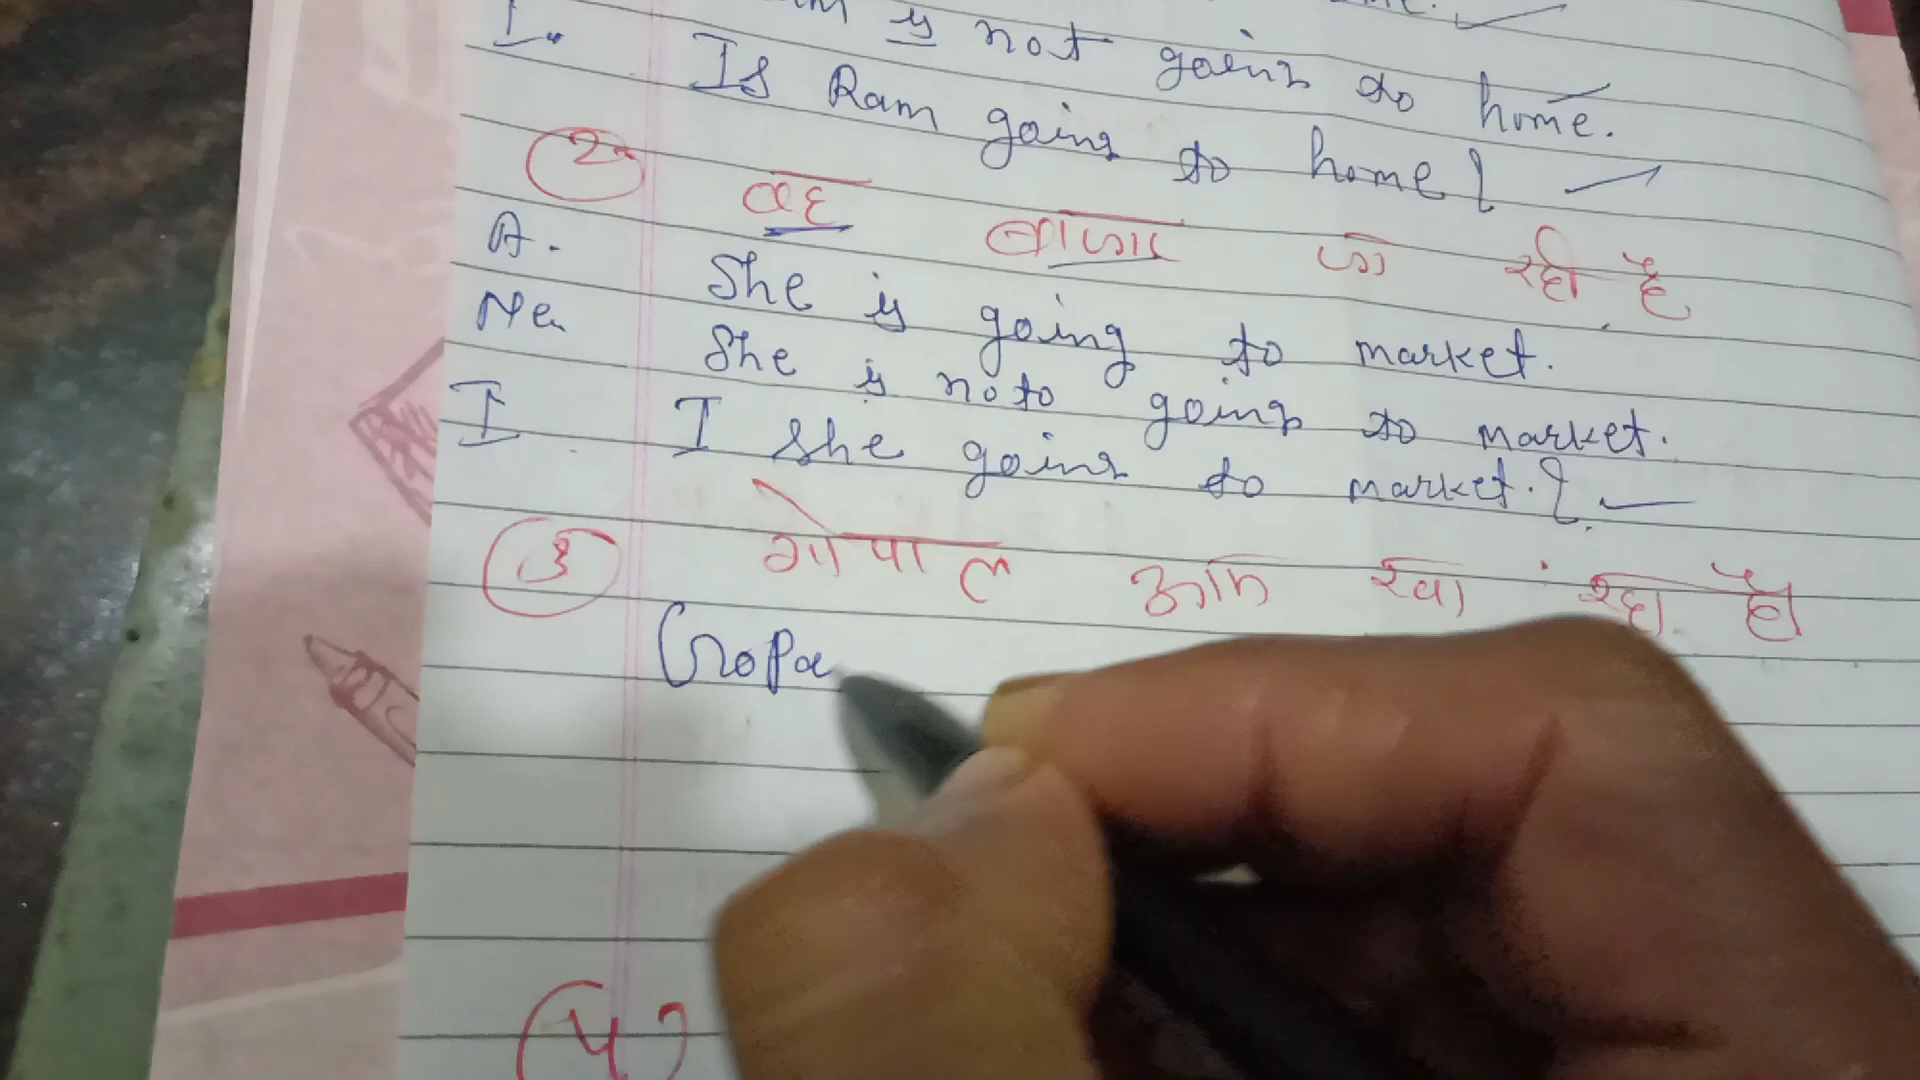 is not going to home.
I. Is Ram going to home?
2 वह बाजार जा रही है
A. She is going to market.
Ne. She is noto going to market.
I I she going to market.?
3 गोपाल आम खा रहा है।
Gopa
4